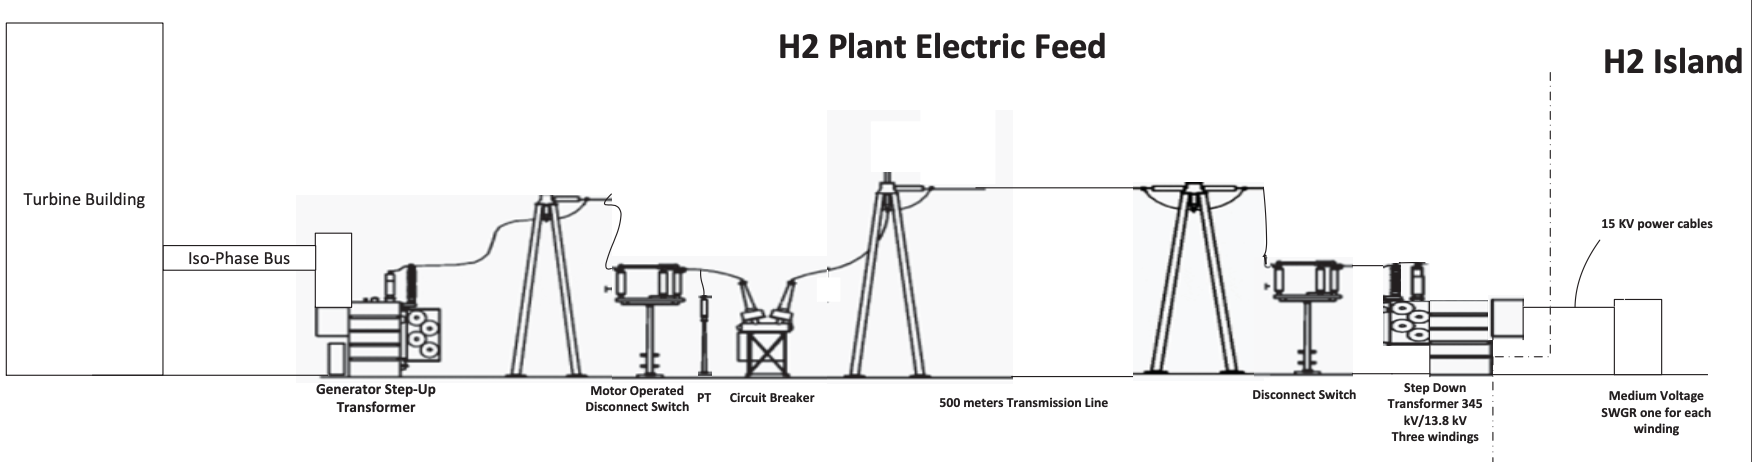 H2 Plant Electric Feed
H2 Island
Turbine Building
Iso-Phase Bus
15 KV power cables
Generator Step-Up
Transformer
Motor Operated
Disconnect Switch
PT
Circuit Breaker
500 meters Transmission Line
Disconnect Switch
Step Down
Transformer 345
kV/13.8 kV
Three windings
Medium Voltage
SWGR one for each
winding